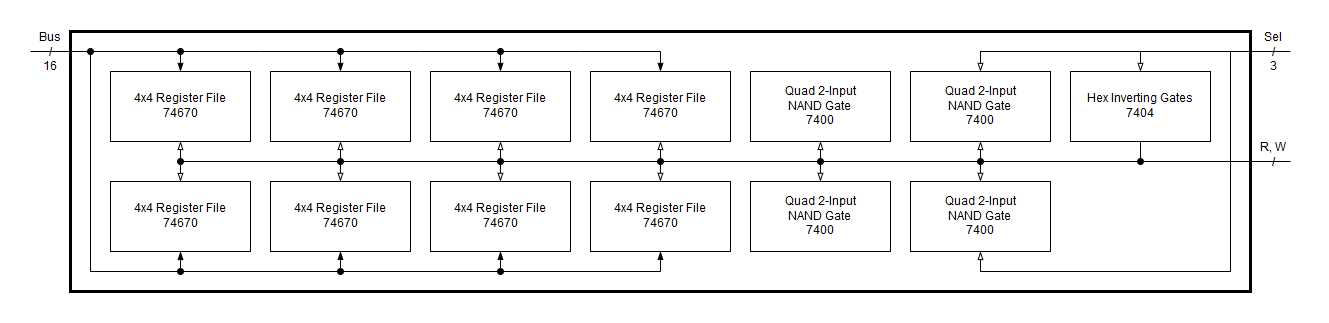 Bus
16
Sel
3
4x4 Register File
74670
4x4 Register File
74670
4x4 Register File
74670
4x4 Register File
74670
Quad 2-Input
NAND Gate
7400
Quad 2-Input
NAND Gate
7400
Hex Inverting Gates
7404
R, W
4x4 Register File
74670
4x4 Register File
74670
4x4 Register File
74670
4x4 Register File
74670
Quad 2-Input
NAND Gate
7400
Quad 2-Input
NAND Gate
7400